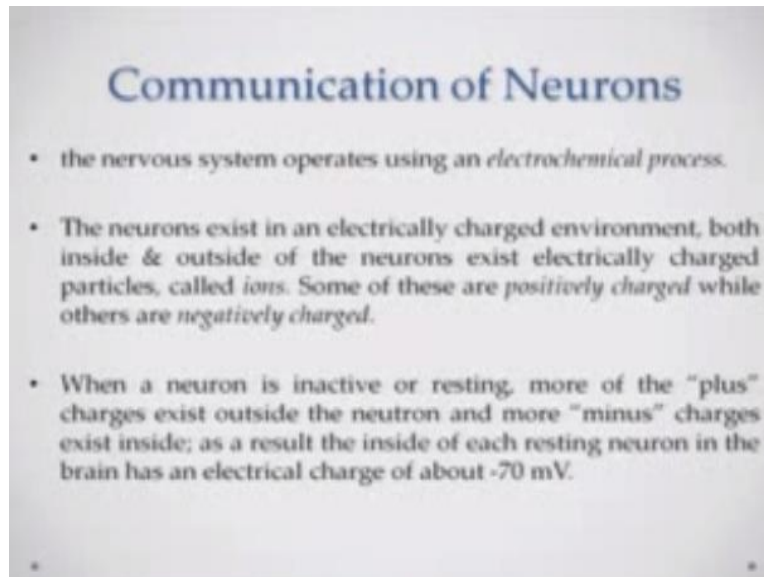 Communication of Neurons
• the nervous system operates using an electrochemical process.
• The neurons exist in an electrically charged environment, both
inside & outside of the neurons exist electrically charged
particles, called ions. Some of these are positively charged while
others are negatively charged.
• When a neuron is inactive or resting, more of the "plus"
charges exist outside the neutron and more "minus" charges
exist inside; as a result the inside of each resting neuron in the
brain has an electrical charge of about -70 mV.